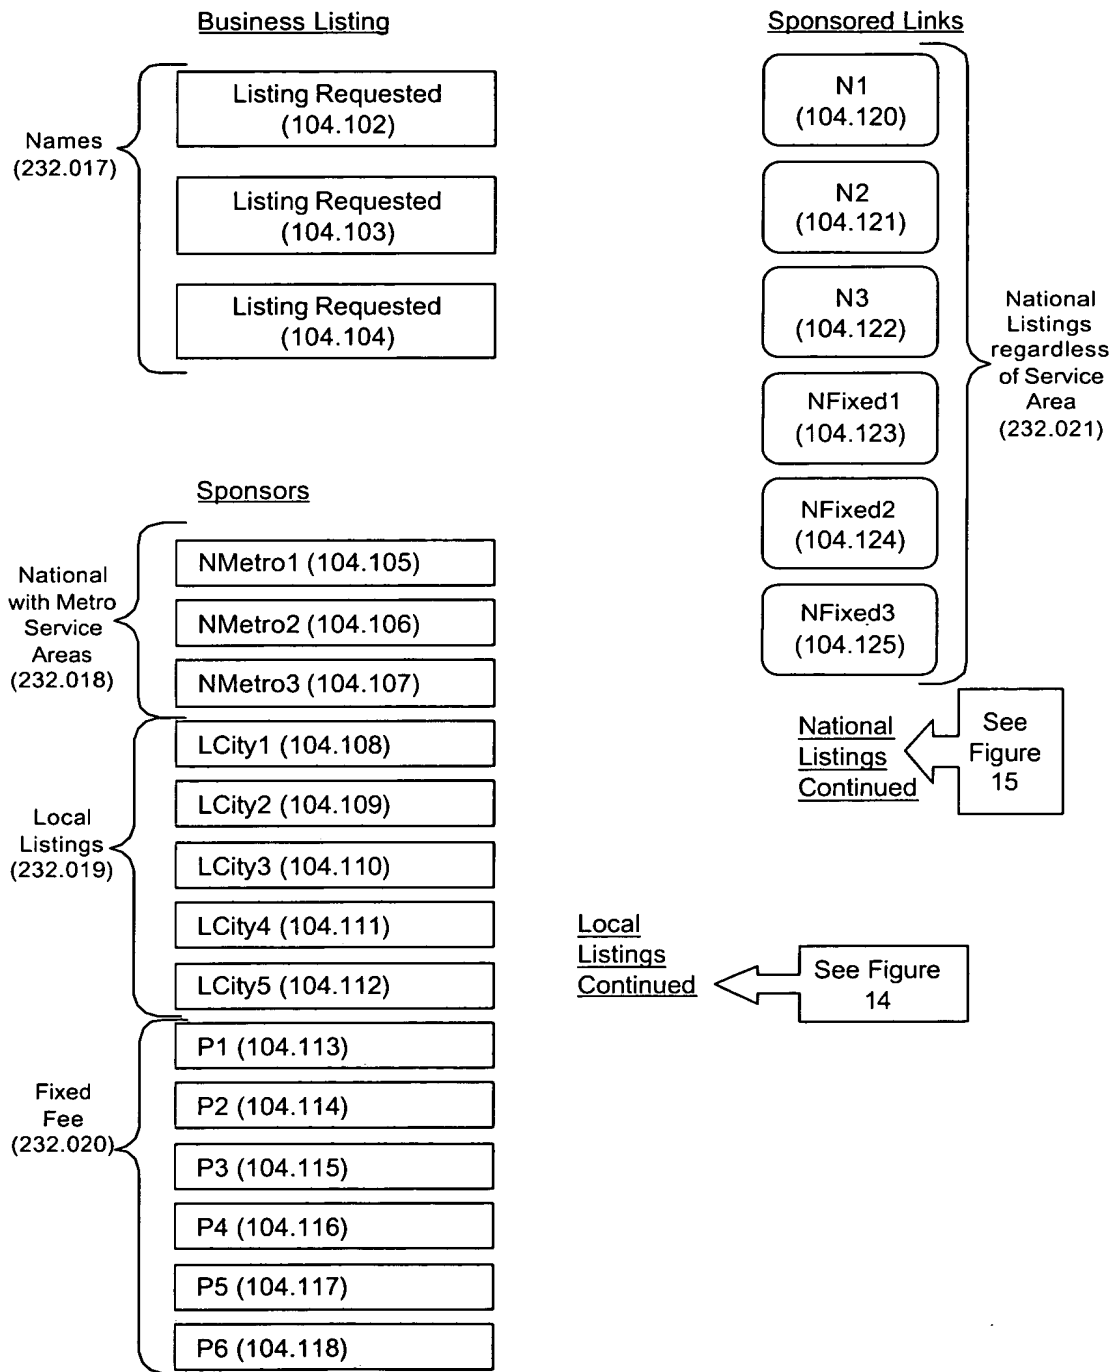 Business Listing
Names
(232.017)
Listing Requested
(104.102)
Listing Requested
(104.103)
Listing Requested
(104.104)
Sponsors
National
with Metro
Service
Areas
(232.018)
NMetro1 (104.105)
NMetro2 (104.106)
NMetro3 (104.107)
Local
Listings
(232.019)
LCity1 (104.108)
LCity2 (104.109)
LCity3 (104.110)
LCity4 (104.111)
LCity5 (104.112)
Fixed
Fee
(232.020)
P1 (104.113)
P2 (104.114)
P3 (104.115)
P4 (104.116)
P5 (104.117)
P6 (104.118)
Sponsored Links
N1
(104.120)
N2
(104.121)
N3
(104.122)
NFixed1
(104.123)
NFixed2
(104.124)
NFixed3
(104.125)
National
Listings
regardless
of Service
Area
(232.021)
National
Listings
Continued
See
Figure
15
Local
Listings
Continued
See Figure
14